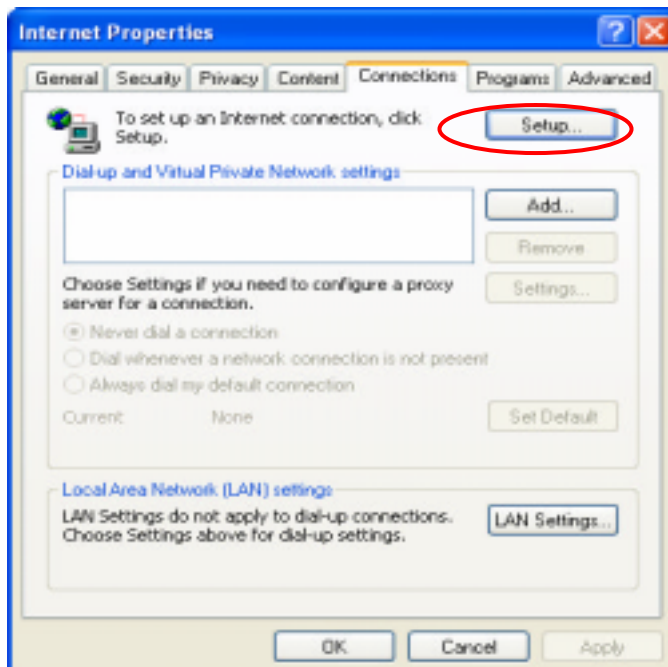 Internet Properties
General Security Privacy Content Connections Programs Advanced
To set up an Internet connection, click
Setup.
Setup...
Dial-up and Virtual Private Network settings
Add...
Remove
Choose Settings if you need to configure a proxy
server for a connection.
Settings...
Never dial a connection
Dial whenever a network connection is not present
Always dial my default connection
Current None Set Default
Local Area Network (LAN) settings
LAN Settings do not apply to dial-up connections.
Choose Settings above for dial-up settings.
LAN Settings...
OK Cancel Apply